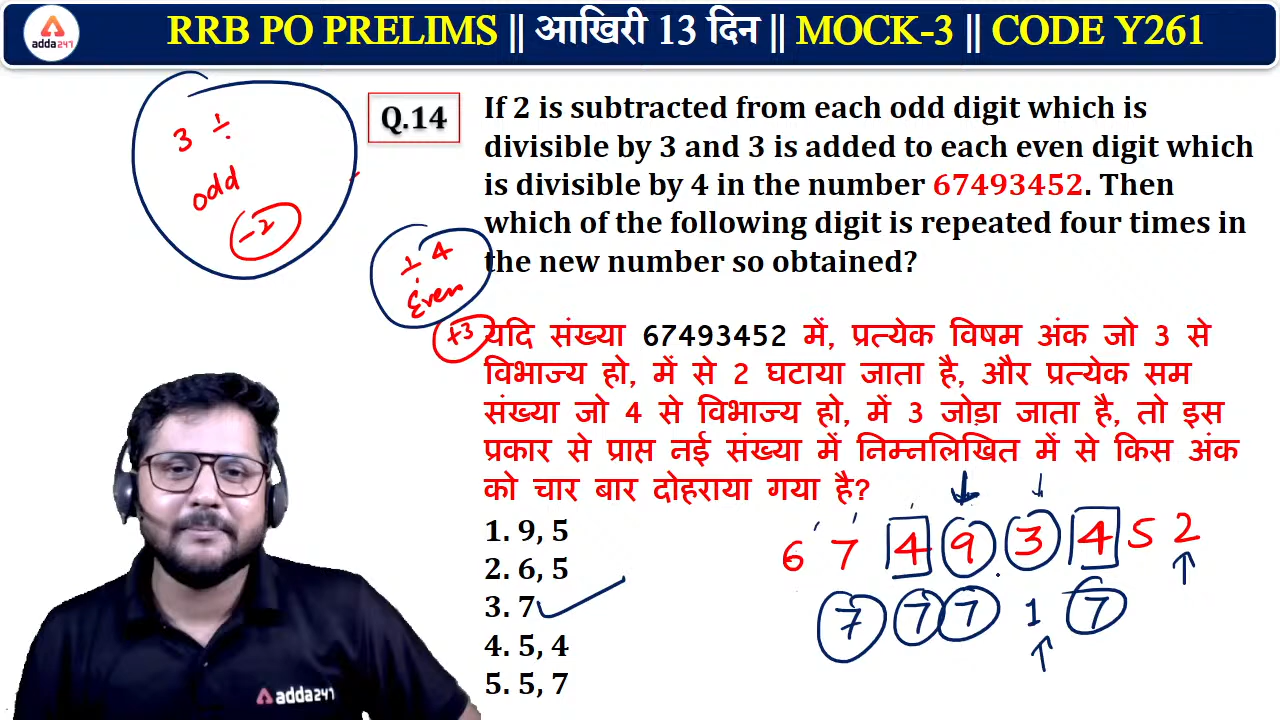 adda247
RRB PO PRELIMS || आखिरी 13 दिन || MOCK-3 || CODE Y261
3 ÷
odd
-2
Q.14
If 2 is subtracted from each odd digit which is
divisible by 3 and 3 is added to each even digit which
is divisible by 4 in the number 67493452. Then
which of the following digit is repeated four times in
the new number so obtained?
÷ 4
Even
+3
यदि संख्या 67493452 में, प्रत्येक विषम अंक जो 3 से
विभाज्य हो, में से 2 घटाया जाता है, और प्रत्येक सम
संख्या जो 4 से विभाज्य हो, में 3 जोड़ा जाता है, तो इस
प्रकार से प्राप्त नई संख्या में निम्नलिखित में से किस अंक
को चार बार दोहराया गया है?
1. 9, 5
2. 6, 5
3. 7
4. 5, 4
5. 5, 7
6 7 4 9 3 4 5 2
7 7 7 1 7
adda247